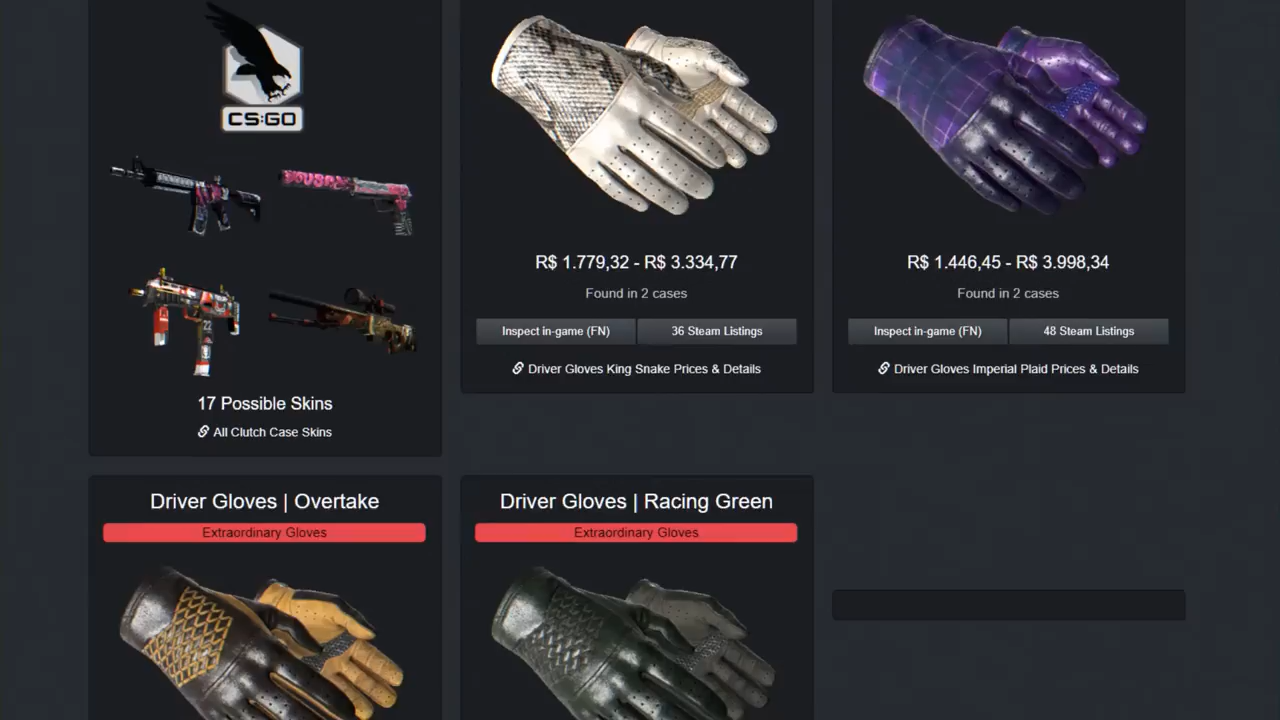 CS:GO
17 Possible Skins
All Clutch Case Skins
R$ 1.779,32 - R$ 3.334,77
Found in 2 cases
Inspect in-game (FN)
36 Steam Listings
Driver Gloves King Snake Prices & Details
R$ 1.446,45 - R$ 3.998,34
Found in 2 cases
Inspect in-game (FN)
48 Steam Listings
Driver Gloves Imperial Plaid Prices & Details
Driver Gloves | Overtake
Extraordinary Gloves
Driver Gloves | Racing Green
Extraordinary Gloves